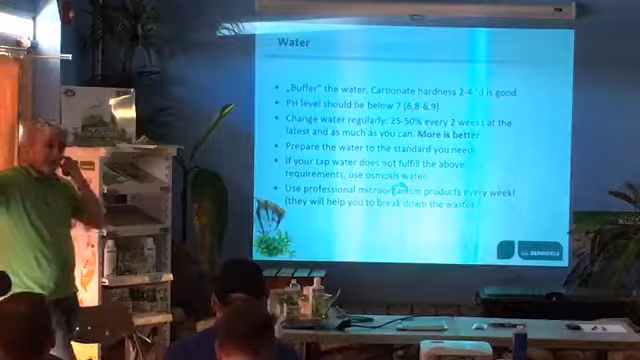 Water
„Buffer" the water. Carbonate hardness 2-4 °d is good.
PH level should be below 7 (6,8-6,9)
Change water regularly: 25-50% every 2 weeks at the
latest and as much as you can. More is better
Prepare the water to the standard you need
If your tap water does not fulfill the above
requirements, use osmosis water
Use professional microorganism products every week!
(they will help you to break down the waste
DENNERLE